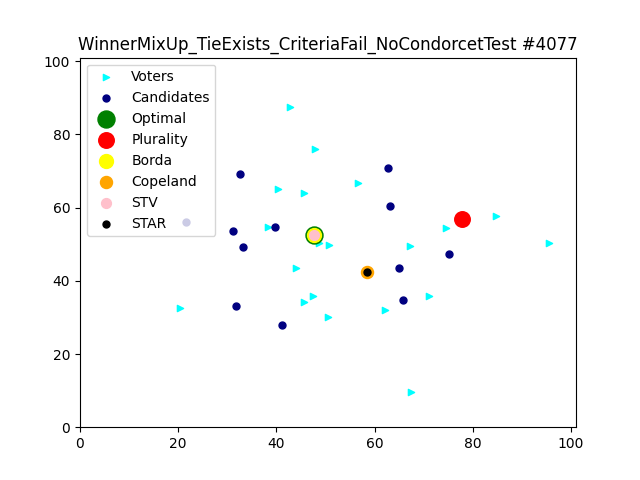 WinnerMixUp_TieExists_CriteriaFail_NoCondorcetTest #4077
100
80
60
40
20
0
Voters
Candidates
Optimal
Plurality
Borda
Copeland
STV
STAR
0 20 40 60 80 100